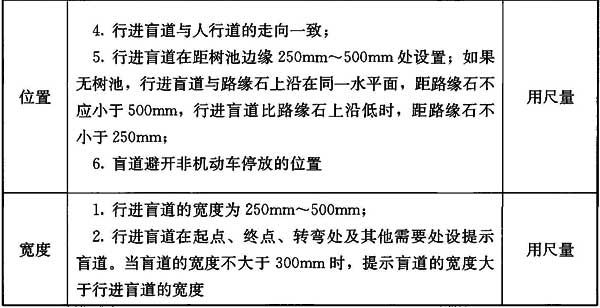 4. 行进盲道与人行道的走向一致；
5. 行进盲道在距树池边缘 250mm～500mm 处设置；如果
无树池，行进盲道与路缘石上沿在同一水平面，距路缘石不
应小于 500mm，行进盲道比路缘石上沿低时，距路缘石不
小于 250mm；
6. 盲道避开非机动车停放的位置
位置
用尺量
1. 行进盲道的宽度为 250mm～500mm；
2. 行进盲道在起点、终点、转弯处及其他需要处设提示
盲道。当盲道的宽度不大于 300mm 时，提示盲道的宽度大
于行进盲道的宽度
宽度
用尺量